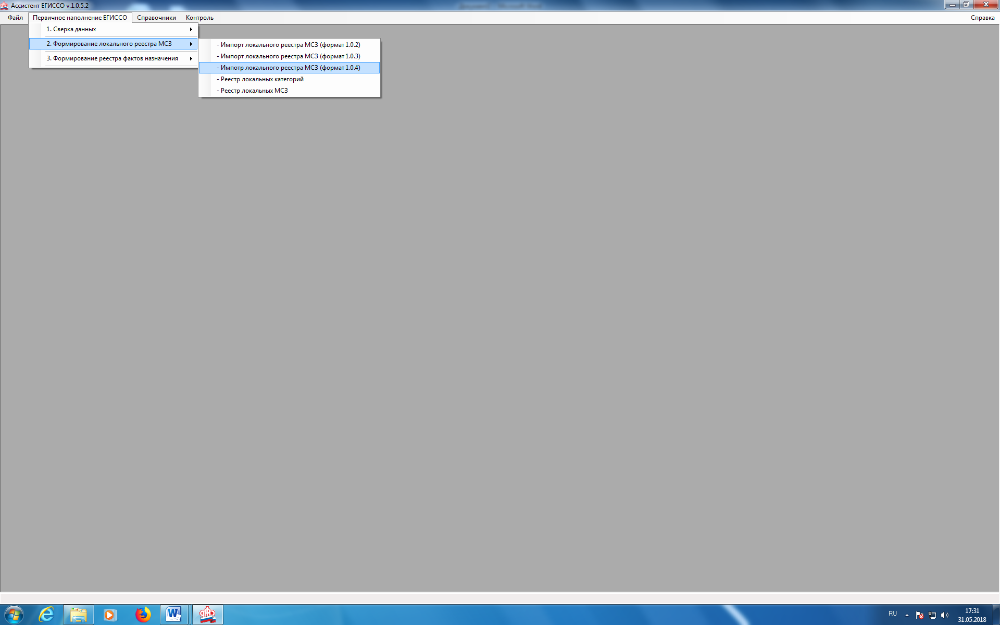 Ассистент ЕГИССО v.1.0.5.2
Файл Первичное наполнение ЕГИССО Справочники Контроль Справка
1. Сверка данных
2. Формирование локального реестра МСЗ
3. Формирование реестра фактов назначения
- Импорт локального реестра МСЗ (формат 1.0.2)
- Импорт локального реестра МСЗ (формат 1.0.3)
- Импотр локального реестра МСЗ (формат 1.0.4)
- Реестр локальных категорий
- Реестр локальных МСЗ
RU
17:31
31.05.2018